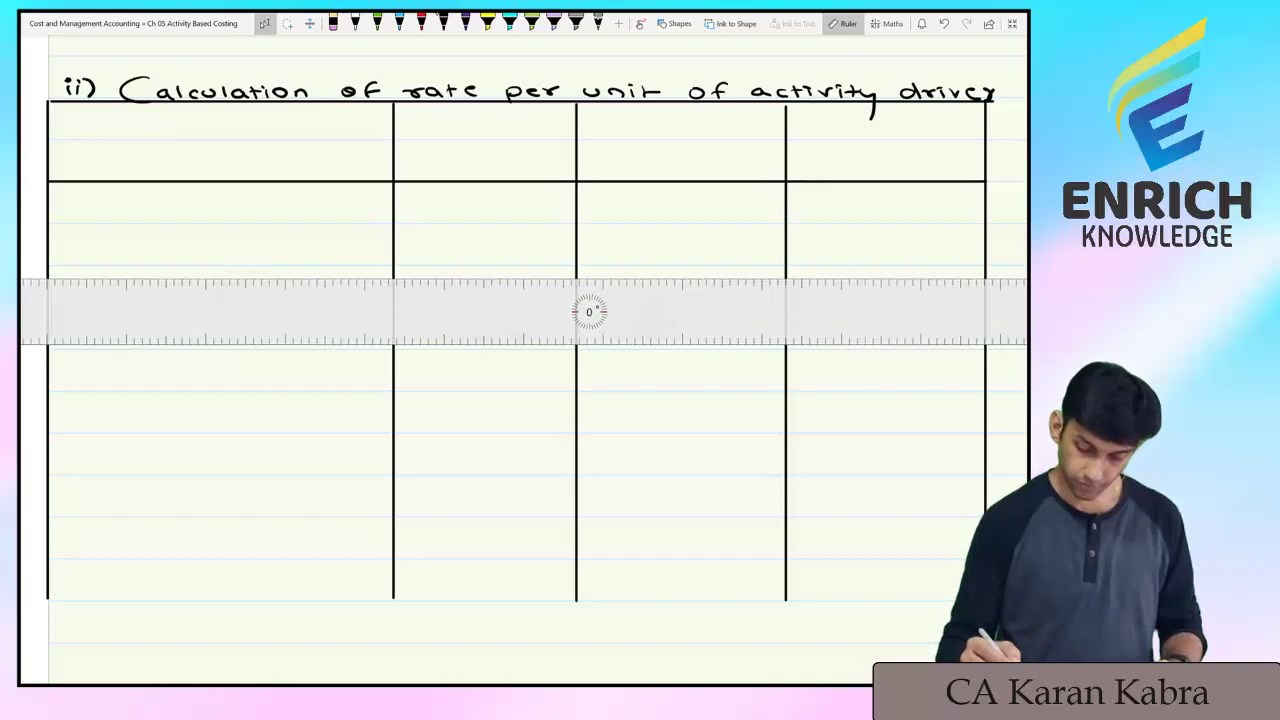 Cost and Management Accounting » Ch 05 Activity Based Costing
Shapes
Ink to Shape
Ink to Text
Ruler
Maths
ii) Calculation of rate per unit of activity driver
0°
ENRICH
KNOWLEDGE
CA Karan Kabra